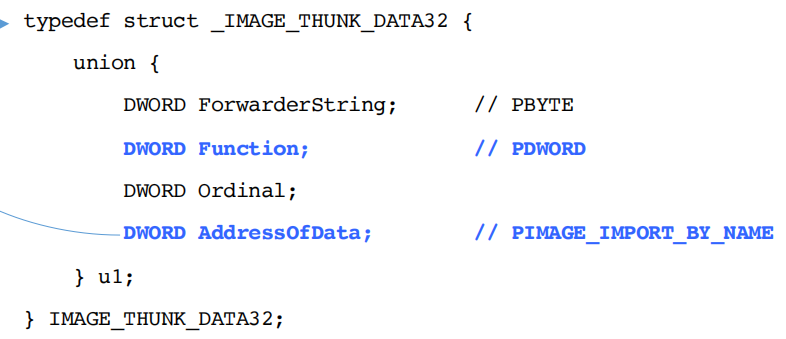 typedef struct _IMAGE_THUNK_DATA32 {
union {
DWORD ForwarderString; // PBYTE
DWORD Function; // PDWORD
DWORD Ordinal;
DWORD AddressOfData; // PIMAGE_IMPORT_BY_NAME
} u1;
} IMAGE_THUNK_DATA32;